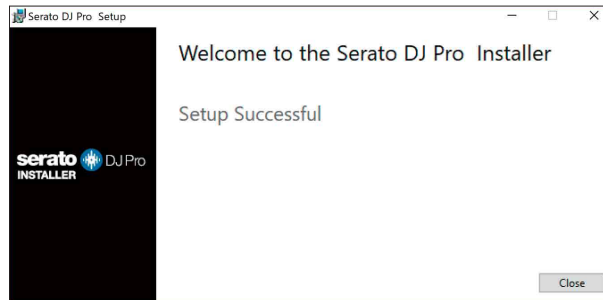 Serato DJ Pro Setup
Welcome to the Serato DJ Pro Installer
Setup Successful
serato DJ Pro
INSTALLER
Close